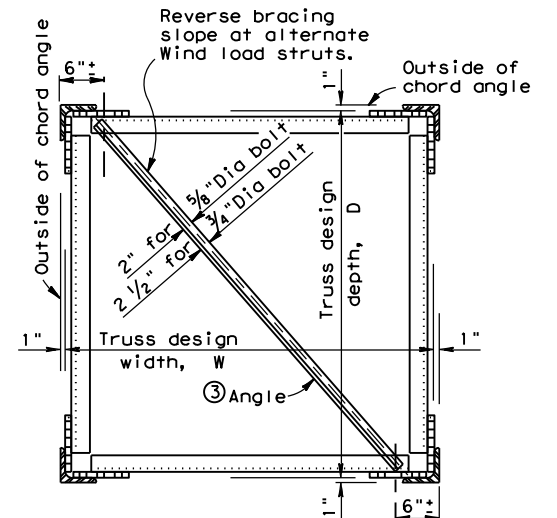 Reverse bracing
slope at alternate
Wind load struts.
6"±
1"
Outside of
chord angle
Outside of chord angle
5/8"Dia bolt
3/4"Dia bolt
2" for
2 1/2" for
Truss design
depth, D
1"
Truss design
width, W
1"
3 Angle
1"
6"±